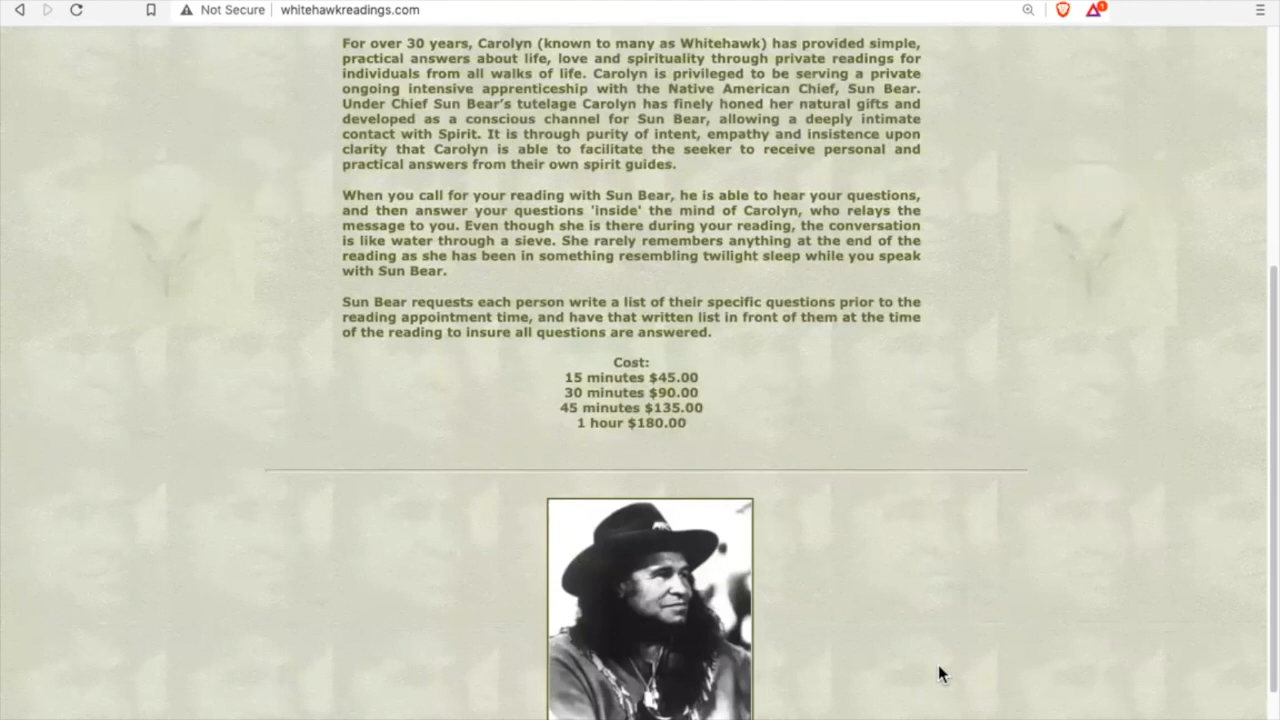 Not Secure whitehawkreadings.com
1
For over 30 years, Carolyn (known to many as Whitehawk) has provided simple,
practical answers about life, love and spirituality through private readings for
individuals from all walks of life. Carolyn is privileged to be serving a private
ongoing intensive apprenticeship with the Native American Chief, Sun Bear.
Under Chief Sun Bear's tutelage Carolyn has finely honed her natural gifts and
developed as a conscious channel for Sun Bear, allowing a deeply intimate
contact with Spirit. It is through purity of intent, empathy and insistence upon
clarity that Carolyn is able to facilitate the seeker to receive personal and
practical answers from their own spirit guides.
When you call for your reading with Sun Bear, he is able to hear your questions,
and then answer your questions 'inside' the mind of Carolyn, who relays the
message to you. Even though she is there during your reading, the conversation
is like water through a sieve. She rarely remembers anything at the end of the
reading as she has been in something resembling twilight sleep while you speak
with Sun Bear.
Sun Bear requests each person write a list of their specific questions prior to the
reading appointment time, and have that written list in front of them at the time
of the reading to insure all questions are answered.
Cost:
15 minutes $45.00
30 minutes $90.00
45 minutes $135.00
1 hour $180.00